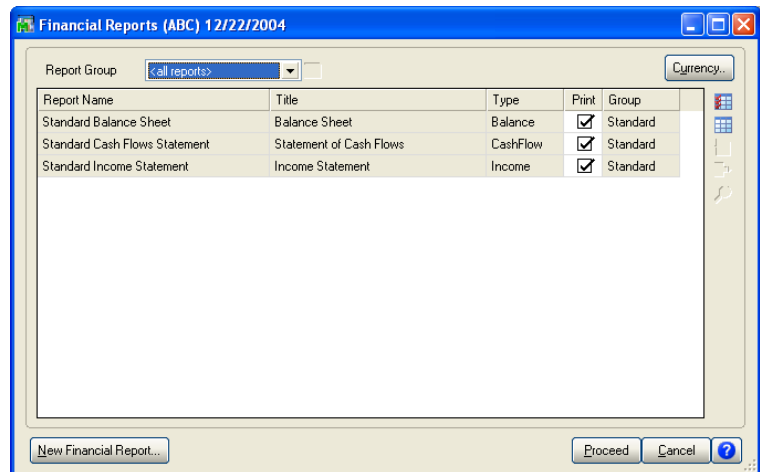 Financial Reports (ABC) 12/22/2004
Report Group <all reports> Currency..
Report Name Title Type Print Group
Standard Balance Sheet Balance Sheet Balance Standard
Standard Cash Flows Statement Statement of Cash Flows CashFlow Standard
Standard Income Statement Income Statement Income Standard
New Financial Report... Proceed Cancel ?